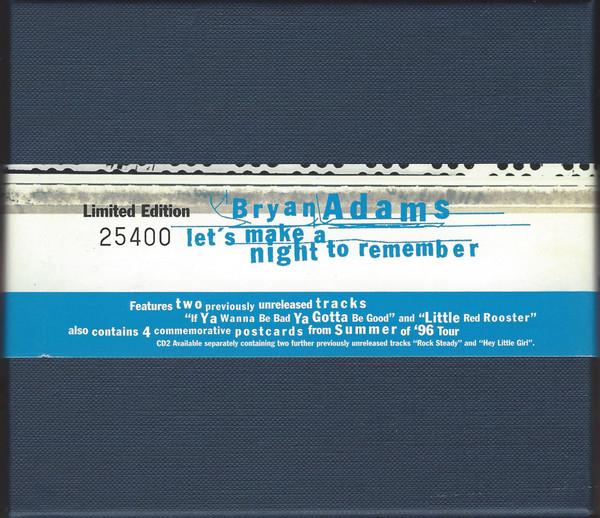 Limited Edition
Bryan Adams
25400
let's make a
night to remember
Features two previously unreleased tracks
"If Ya Wanna Be Bad Ya Gotta Be Good" and "Little Red Rooster"
also contains 4 commemorative postcards from Summer of '96 Tour
CD2 Available separately containing two further previously unreleased tracks "Rock Steady" and "Hey Little Girl".